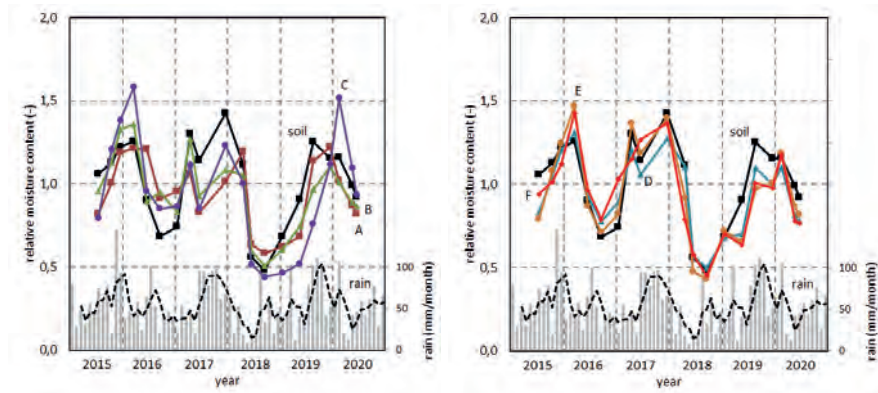 2,0
1,5
1,0
0,5
0,0
relative moisture content (-)
C
soil
B
A
rain
100
50
0
rain (mm/month)
2015 2016 2017 2018 2019 2020
year
2,0
1,5
1,0
0,5
0,0
relative moisture content (-)
E
soil
D
F
rain
100
50
0
rain (mm/month)
2015 2016 2017 2018 2019 2020
year